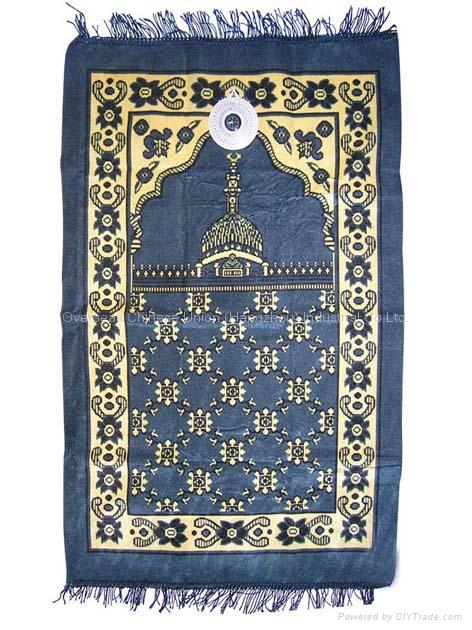 Overseas Chinese Union (Hangzhou) Industrial Co.,Ltd.
Powered by DIYTrade.com